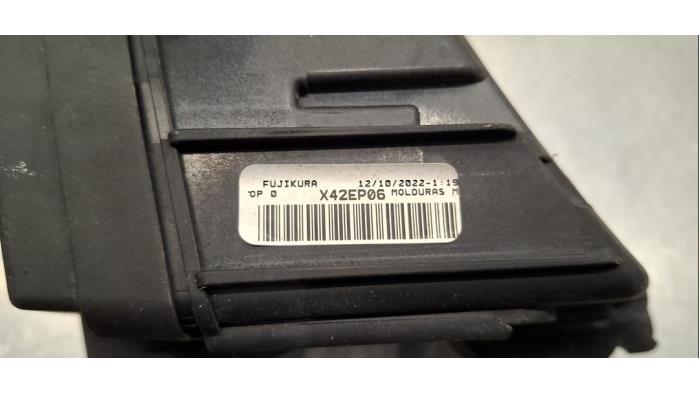 FUJIKURA 12/10/2022-1:19
OP 0 X42EP06 MOLDURAS M